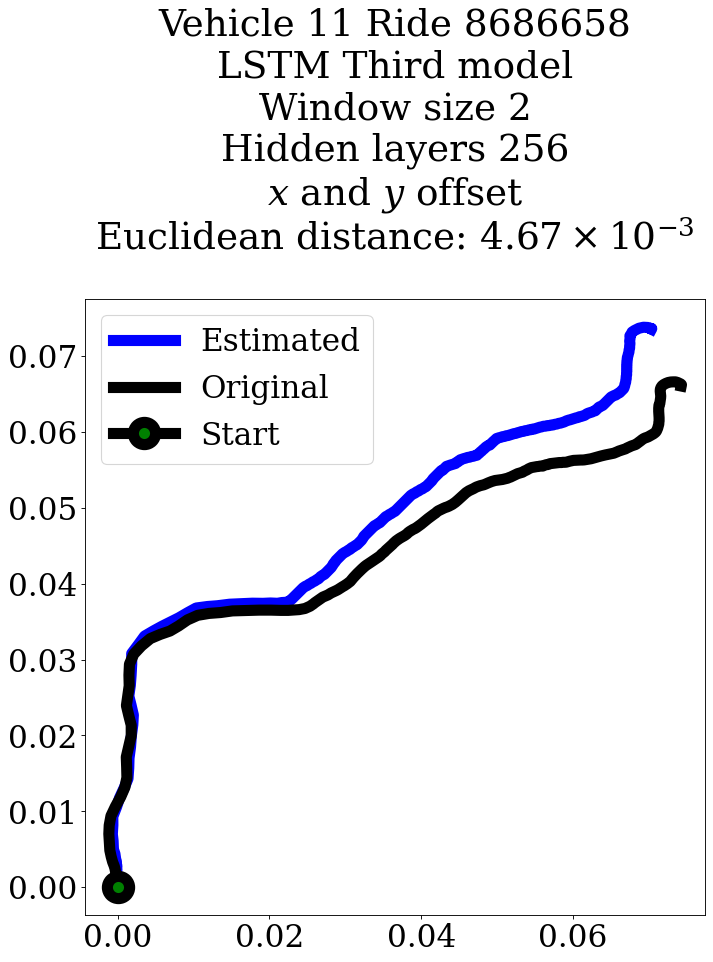 Vehicle 11 Ride 8686658
LSTM Third model
Window size 2
Hidden layers 256
x and y offset
Euclidean distance: 4.67 × 10⁻³
Estimated
Original
Start
0.07
0.06
0.05
0.04
0.03
0.02
0.01
0.00
0.00 0.02 0.04 0.06